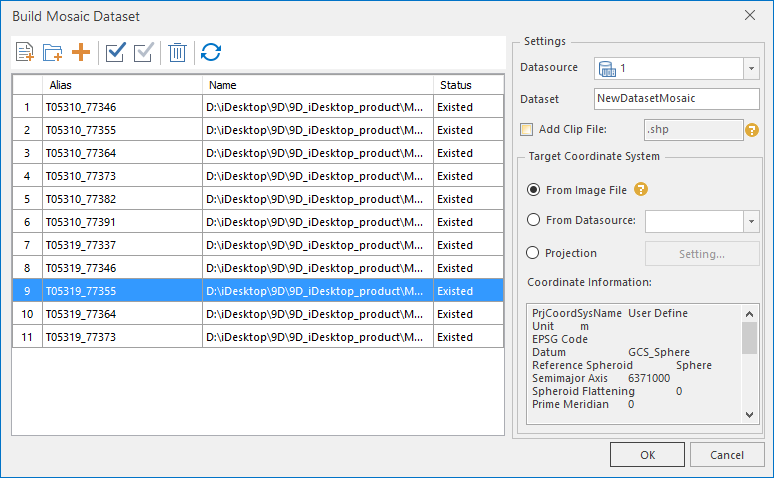 Build Mosaic Dataset
Alias Name Status
1 T05310_77346 D:\iDesktop\9D\9D_iDesktop_product\M... Existed
2 T05310_77355 D:\iDesktop\9D\9D_iDesktop_product\M... Existed
3 T05310_77364 D:\iDesktop\9D\9D_iDesktop_product\M... Existed
4 T05310_77373 D:\iDesktop\9D\9D_iDesktop_product\M... Existed
5 T05310_77382 D:\iDesktop\9D\9D_iDesktop_product\M... Existed
6 T05310_77391 D:\iDesktop\9D\9D_iDesktop_product\M... Existed
7 T05319_77337 D:\iDesktop\9D\9D_iDesktop_product\M... Existed
8 T05319_77346 D:\iDesktop\9D\9D_iDesktop_product\M... Existed
9 T05319_77355 D:\iDesktop\9D\9D_iDesktop_product\M... Existed
10 T05319_77364 D:\iDesktop\9D\9D_iDesktop_product\M... Existed
11 T05319_77373 D:\iDesktop\9D\9D_iDesktop_product\M... Existed
Settings
Datasource 1
Dataset NewDatasetMosaic
Add Clip File: .shp ?
Target Coordinate System
From Image File ?
From Datasource:
Projection Setting...
Coordinate Information:
PrjCoordSysName User Define
Unit m
EPSG Code
Datum GCS_Sphere
Reference Spheroid Sphere
Semimajor Axis 6371000
Spheroid Flattening 0
Prime Meridian 0
OK Cancel